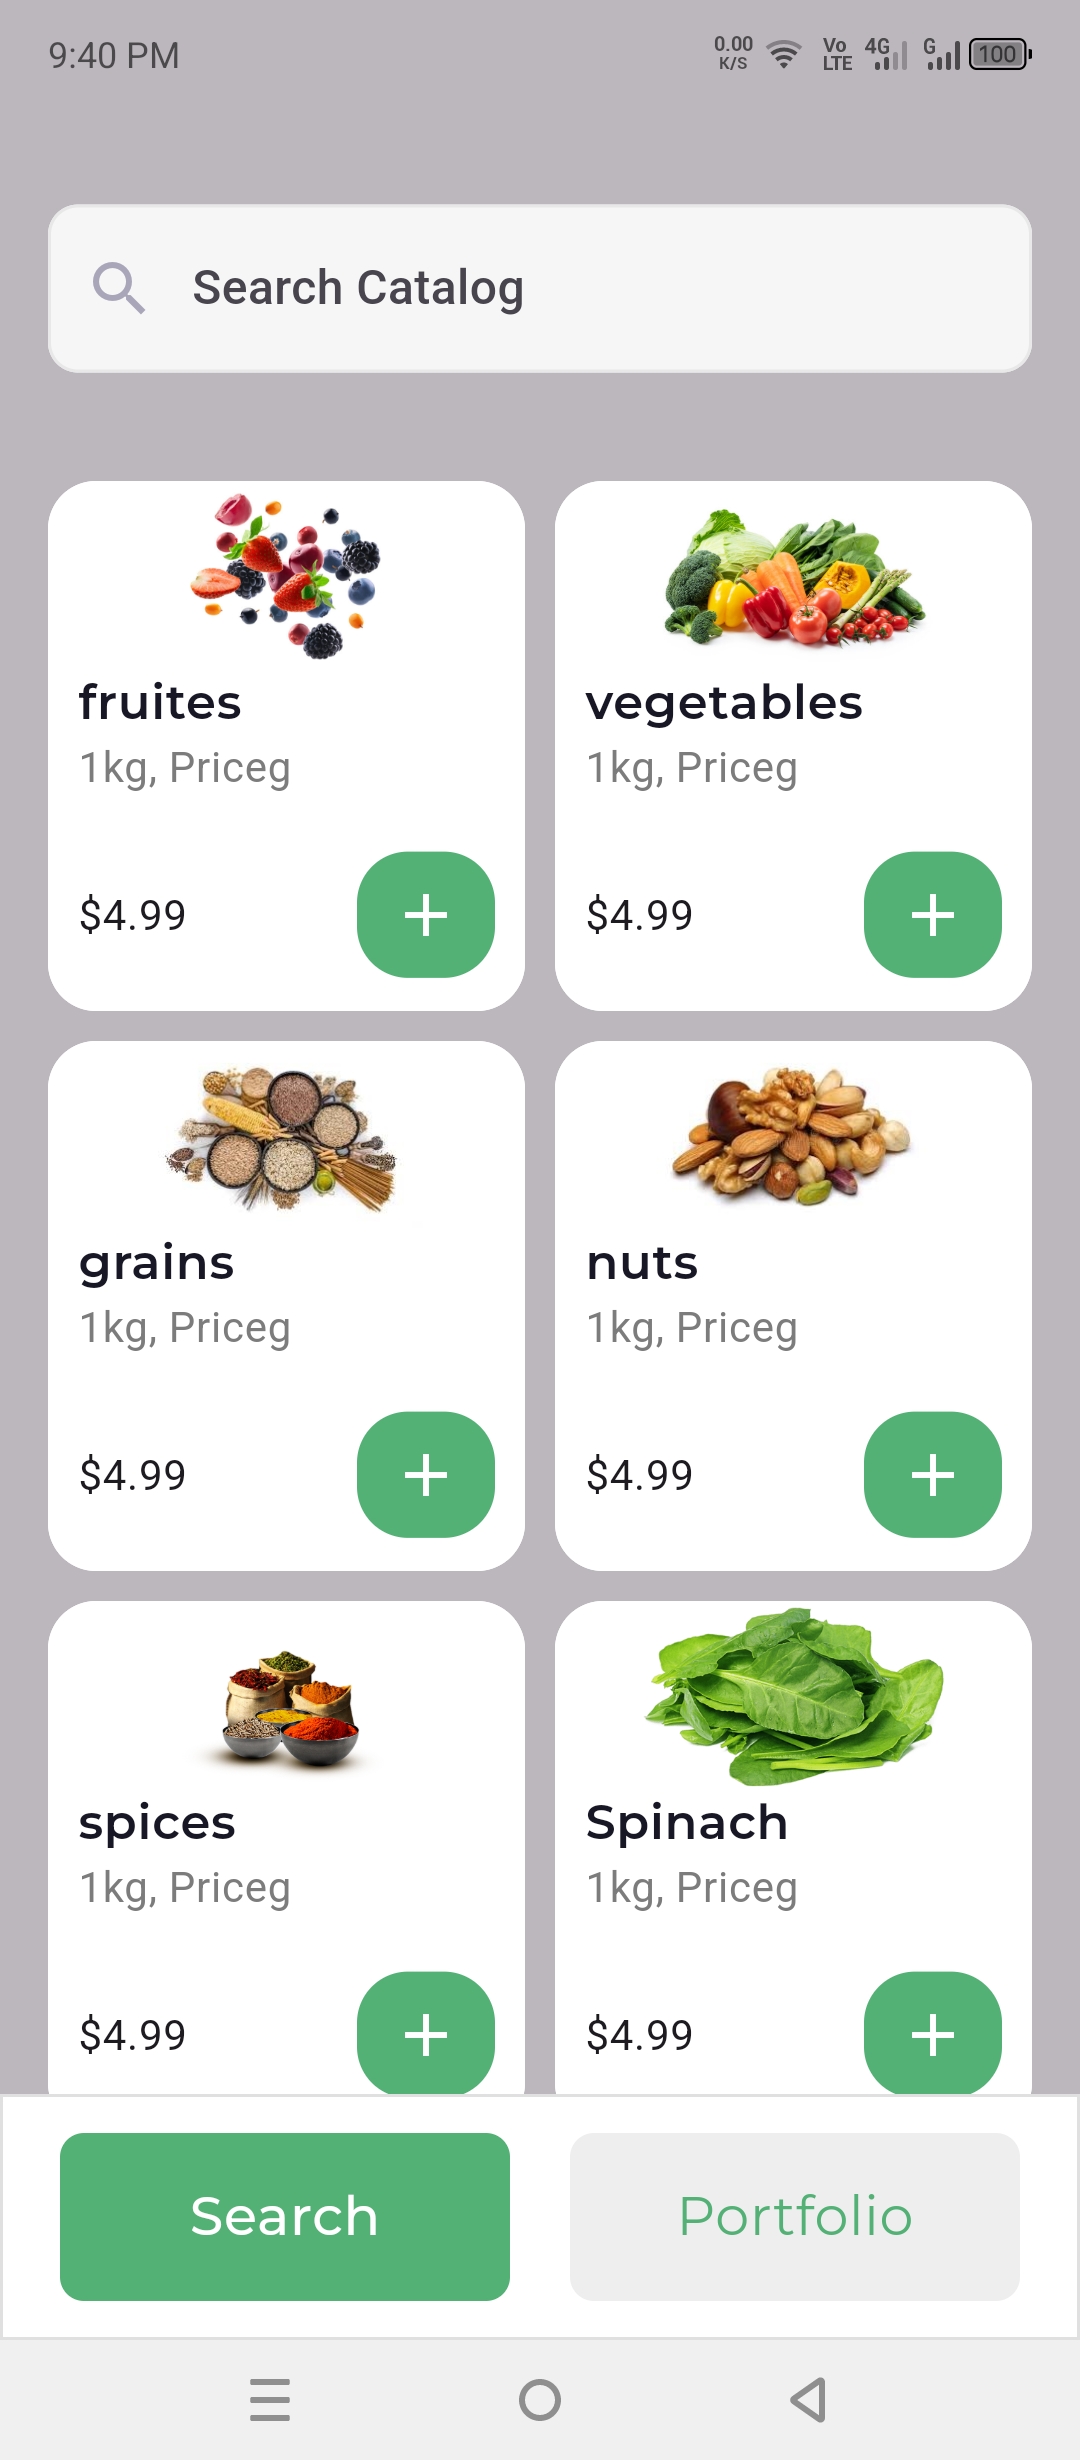 9:40 PM
0.00
K/S
Vo
LTE
4G
G
100
Search Catalog
fruites
1kg, Priceg
$4.99
vegetables
1kg, Priceg
$4.99
grains
1kg, Priceg
$4.99
nuts
1kg, Priceg
$4.99
spices
1kg, Priceg
$4.99
Spinach
1kg, Priceg
$4.99
Search
Portfolio